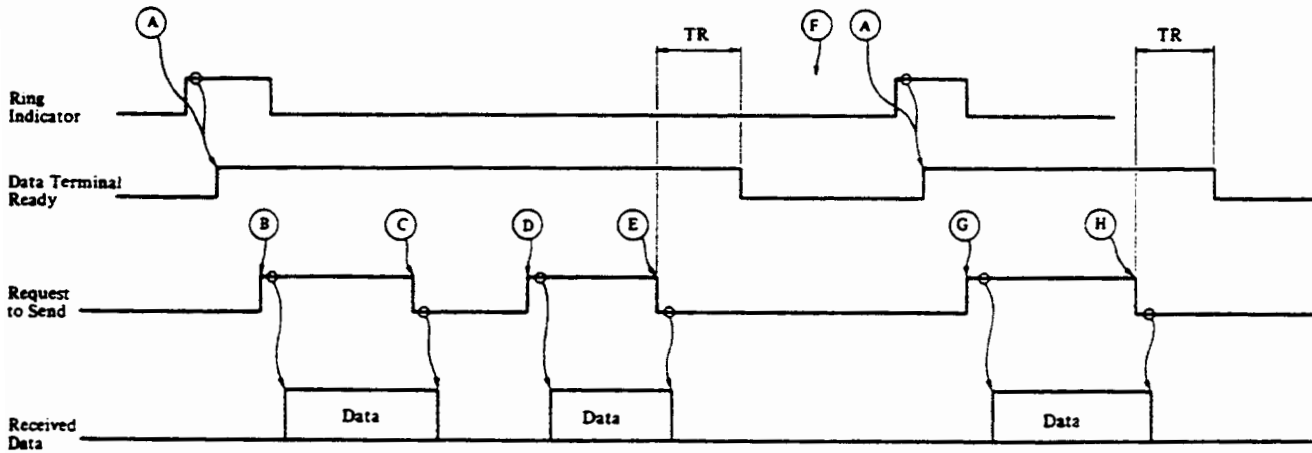 A
F
A
TR
TR
Ring
Indicator
Data Terminal
Ready
B
C
D
E
G
H
Request
to Send
Data
Data
Data
Received
Data